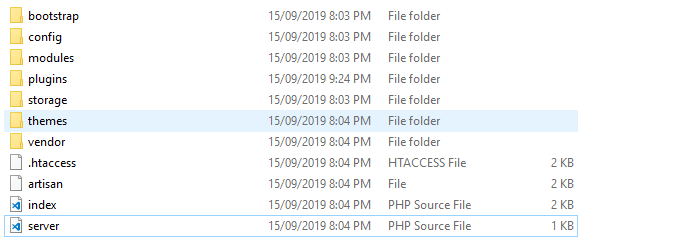 bootstrap 15/09/2019 8:03 PM File folder
config 15/09/2019 8:03 PM File folder
modules 15/09/2019 8:03 PM File folder
plugins 15/09/2019 9:24 PM File folder
storage 15/09/2019 8:03 PM File folder
themes 15/09/2019 8:04 PM File folder
vendor 15/09/2019 8:04 PM File folder
.htaccess 15/09/2019 8:04 PM HTACCESS File 2 KB
artisan 15/09/2019 8:04 PM File 2 KB
index 15/09/2019 8:04 PM PHP Source File 2 KB
server 15/09/2019 8:04 PM PHP Source File 1 KB